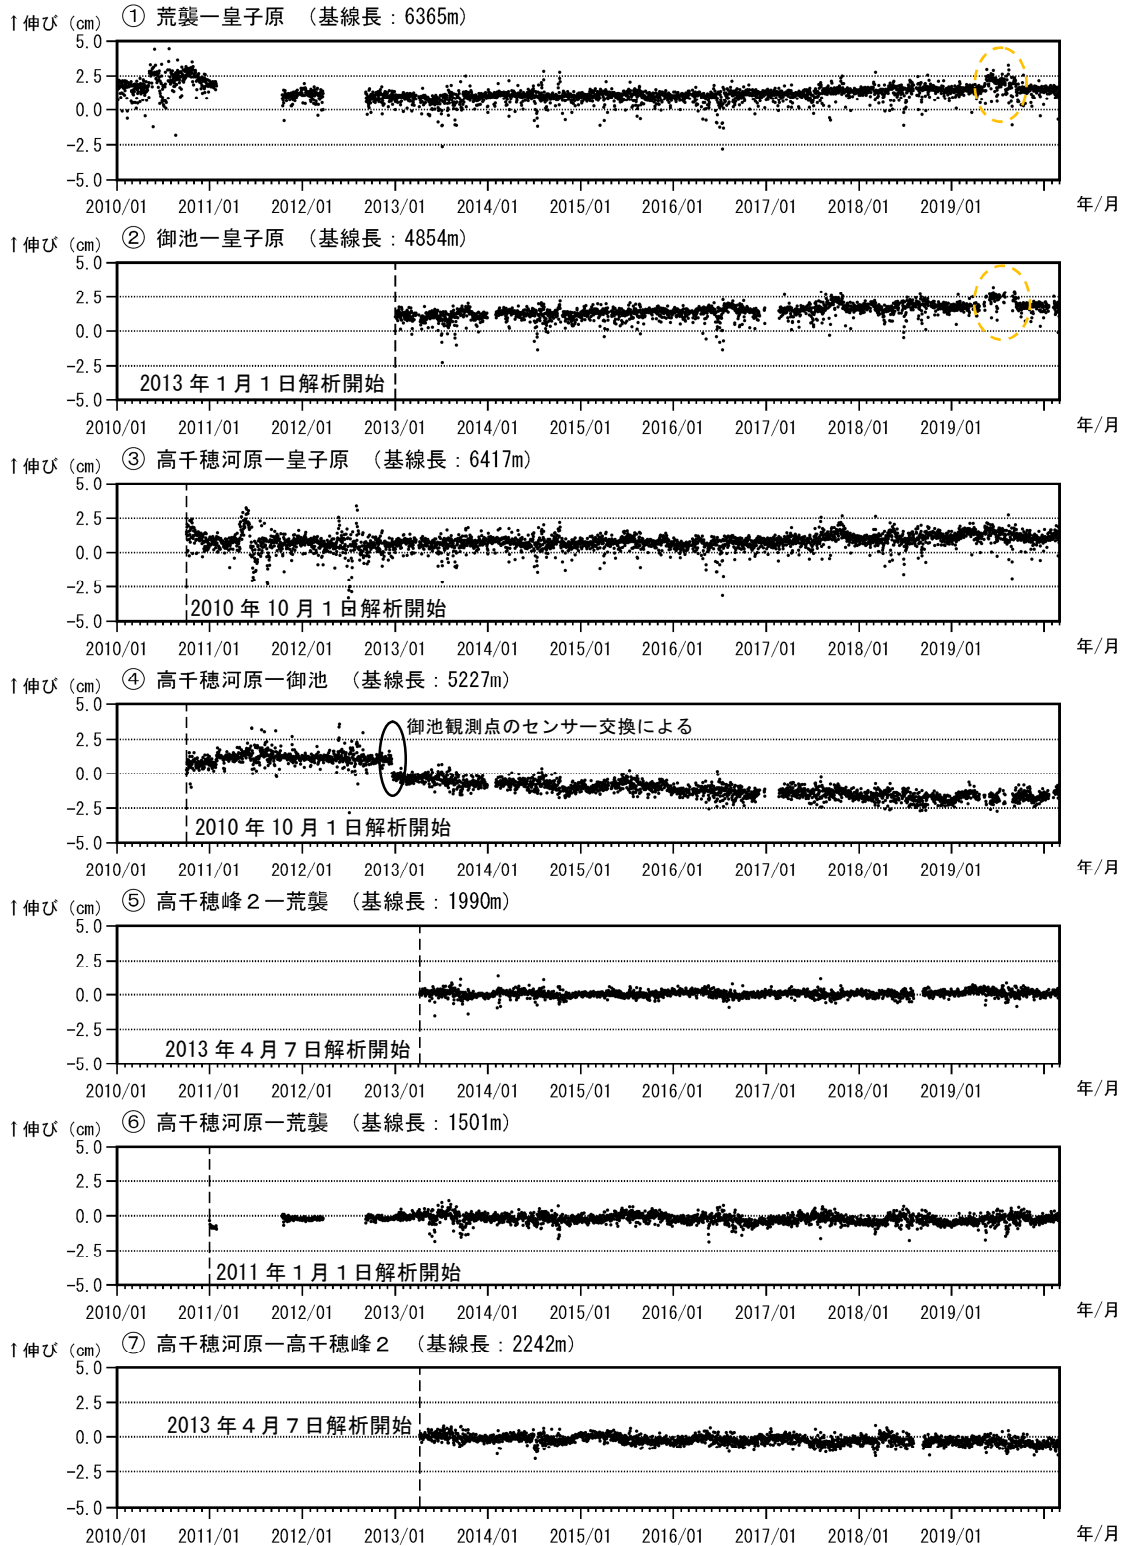 ↑伸び (cm) ① 荒襲ー皇子原 (基線長：6365m)
5.0
2.5
0.0
-2.5
-5.0
2010/01 2011/01 2012/01 2013/01 2014/01 2015/01 2016/01 2017/01 2018/01 2019/01 年/月
↑伸び (cm) ② 御池ー皇子原 (基線長：4854m)
5.0
2.5
0.0
-2.5
2013 年 1 月 1 日解析開始
-5.0
2010/01 2011/01 2012/01 2013/01 2014/01 2015/01 2016/01 2017/01 2018/01 2019/01 年/月
↑伸び (cm) ③ 高千穂河原ー皇子原 (基線長：6417m)
5.0
2.5
0.0
-2.5
2010 年 10 月 1 日解析開始
-5.0
2010/01 2011/01 2012/01 2013/01 2014/01 2015/01 2016/01 2017/01 2018/01 2019/01 年/月
↑伸び (cm) ④ 高千穂河原ー御池 (基線長：5227m)
5.0
御池観測点のセンサー交換による
2.5
0.0
-2.5
2010 年 10 月 1 日解析開始
-5.0
2010/01 2011/01 2012/01 2013/01 2014/01 2015/01 2016/01 2017/01 2018/01 2019/01 年/月
↑伸び (cm) ⑤ 高千穂峰２ー荒襲 (基線長：1990m)
5.0
2.5
0.0
-2.5
2013 年 4 月 7 日解析開始
-5.0
2010/01 2011/01 2012/01 2013/01 2014/01 2015/01 2016/01 2017/01 2018/01 2019/01 年/月
↑伸び (cm) ⑥ 高千穂河原ー荒襲 (基線長：1501m)
5.0
2.5
0.0
-2.5
2011 年 1 月 1 日解析開始
-5.0
2010/01 2011/01 2012/01 2013/01 2014/01 2015/01 2016/01 2017/01 2018/01 2019/01 年/月
↑伸び (cm) ⑦ 高千穂河原ー高千穂峰２ (基線長：2242m)
5.0
2.5
2013 年 4 月 7 日解析開始
0.0
-2.5
-5.0
2010/01 2011/01 2012/01 2013/01 2014/01 2015/01 2016/01 2017/01 2018/01 2019/01 年/月